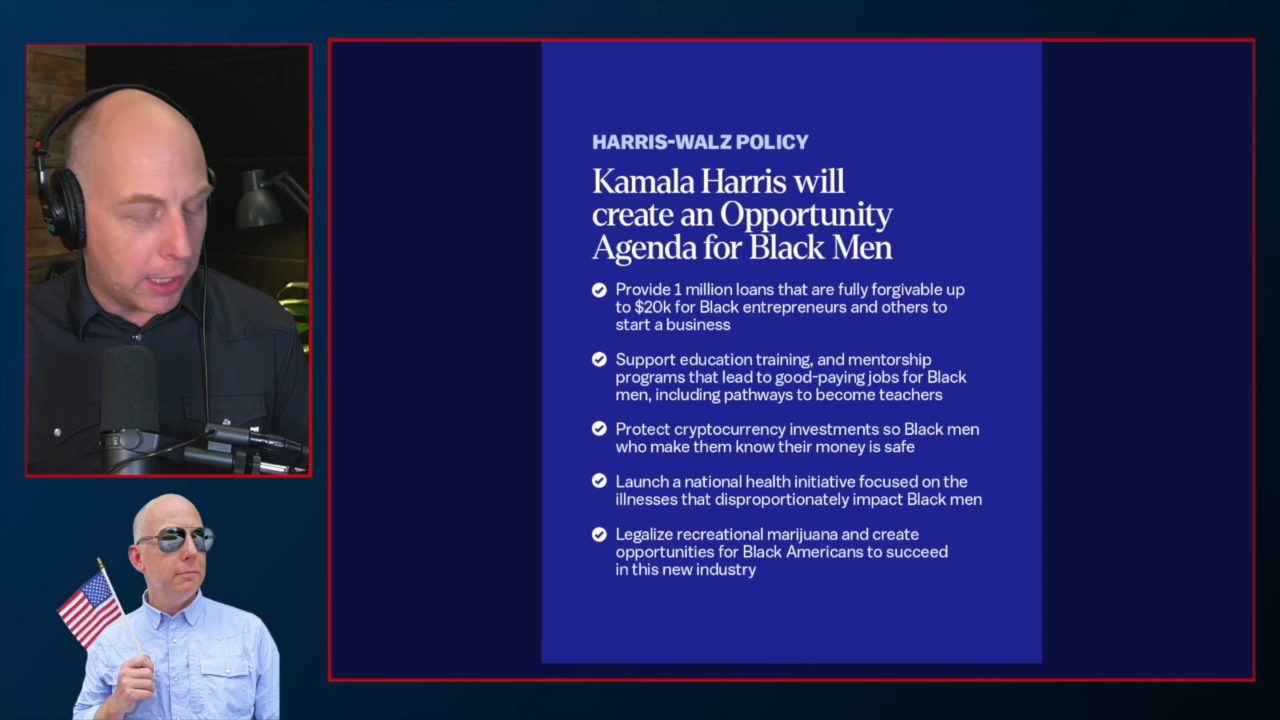 HARRIS-WALZ POLICY
Kamala Harris will
create an Opportunity
Agenda for Black Men
Provide 1 million loans that are fully forgivable up
to $20k for Black entrepreneurs and others to
start a business
Support education training, and mentorship
programs that lead to good-paying jobs for Black
men, including pathways to become teachers
Protect cryptocurrency investments so Black men
who make them know their money is safe
Launch a national health initiative focused on the
illnesses that disproportionately impact Black men
Legalize recreational marijuana and create
opportunities for Black Americans to succeed
in this new industry